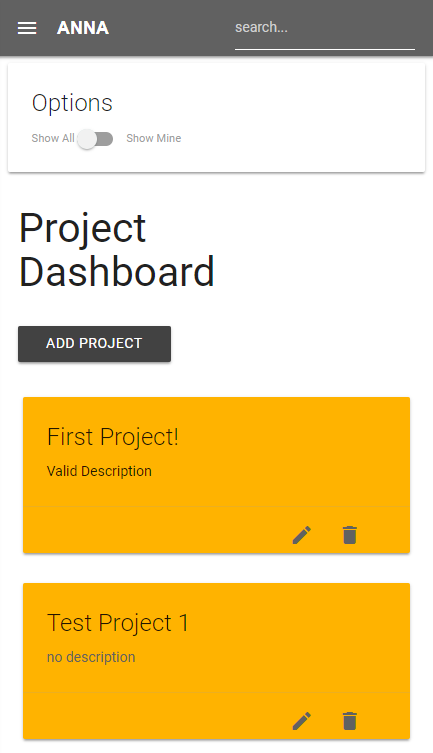 ANNA
search...
Options
Show All Show Mine
Project
Dashboard
ADD PROJECT
First Project!
Valid Description
Test Project 1
no description